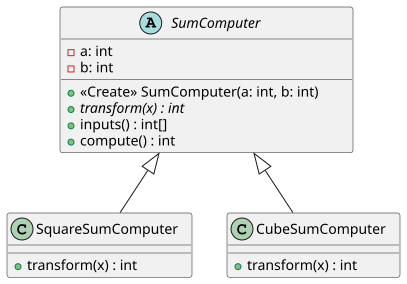 A SumComputer
a: int
b: int
«Create» SumComputer(a: int, b: int)
transform(x) : int
inputs() : int[]
compute() : int
C SquareSumComputer
transform(x) : int
C CubeSumComputer
transform(x) : int